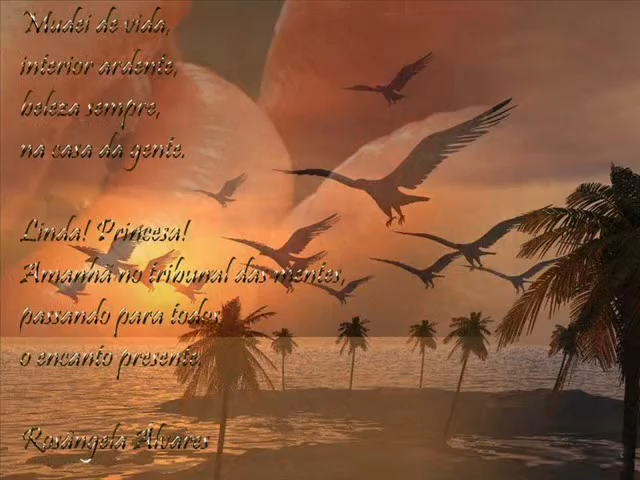 Mudei de vida,
interior ardente,
beleza sempre,
na casa da gente.
Linda! Princesa!
Amanhã no tribunal das mentes,
passando para todos
o encanto presente.
Rosângela Alvares